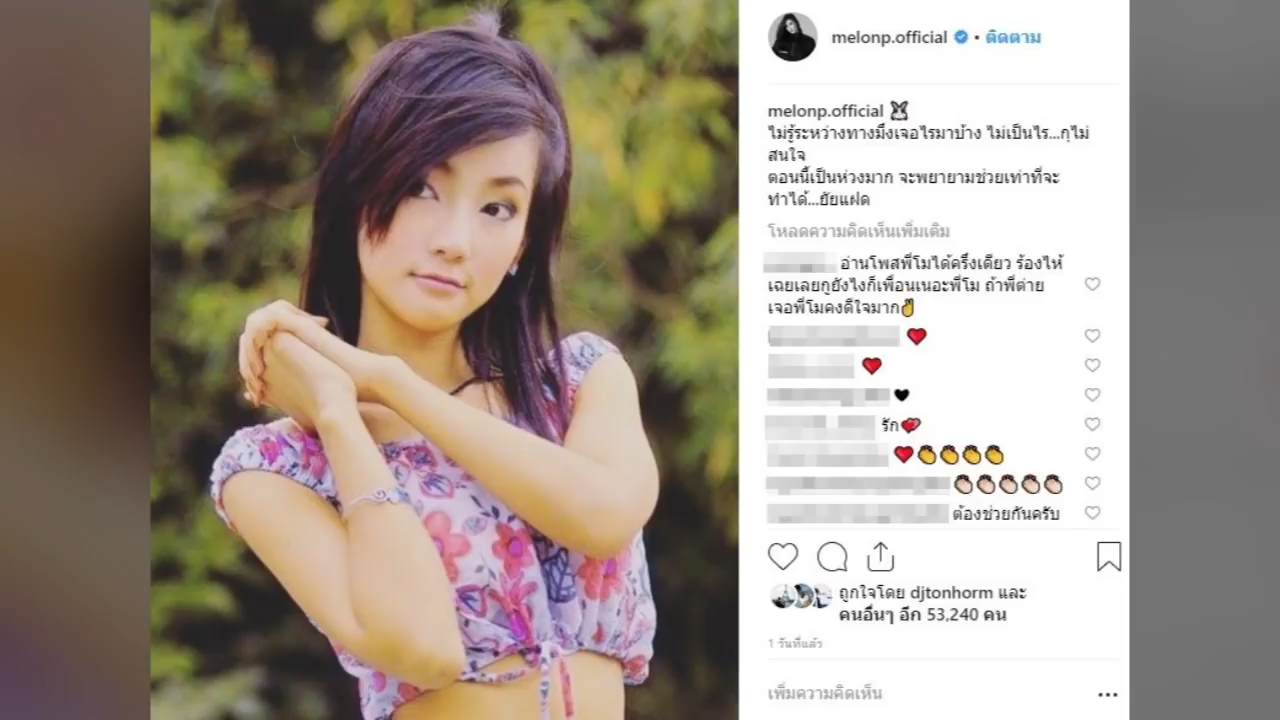 melonp.official • ติดตาม
melonp.official
ไม่รู้ระหว่างทางมึงเจอไรมาบ้าง ไม่เป็นไร...กุไม่
สนใจ
ตอนนี้เป็นห่วงมาก จะพยายามช่วยเท่าที่จะ
ทำได้...ยัยแฝด
โหลดความคิดเห็นเพิ่มเติม
อ่านโพสพี่โมได้ครึ่งเดียว ร้องไห้
เฉยเลยกูยังไงก็เพื่อนเนอะพี่โม ถ้าพี่ต่าย
เจอพี่โมคงดีใจมาก
รัก
ต้องช่วยกันครับ
ถูกใจโดย djtonhorm และ
คนอื่นๆ อีก 53,240 คน
1 วันที่แล้ว
เพิ่มความคิดเห็น